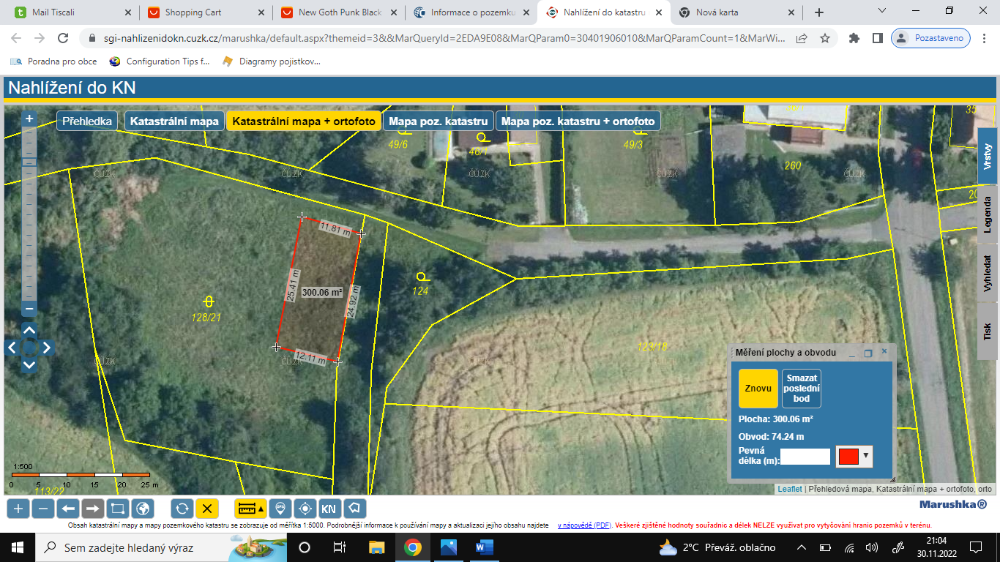 Mail Tiscali
Shopping Cart
New Goth Punk Black
Informace o pozemku
Nahlížení do katastru
Nová karta
sgi-nahlizenidokn.cuzk.cz/marushka/default.aspx?themeid=3&&MarQueryId=2EDA9E08&MarQParam0=30401906010&MarQParamCount=1&MarWi...
Pozastaveno
Poradna pro obce
Configuration Tips f...
Diagramy pojistkov...
Nahlížení do KN
Přehledka
Katastrální mapa
Katastrální mapa + ortofoto
Mapa poz. katastru
Mapa poz. katastru + ortofoto
49/6
46/1
49/3
260
35
20
ČÚZK
ČÚZK
ČÚZK
ČÚZK
ČÚZK
Vrstvy
Legenda
Vyhledat
Tisk
11.81 m
25.41 m
300.06 m²
24.92 m
12.11 m
124
128/21
123/18
ČÚZK
ČÚZK
ČÚZK
ČÚZK
Měření plochy a obvodu
Znovu
Smazat
poslední
bod
Plocha: 300.06 m²
Obvod: 74.24 m
Pevná
délka (m):
1:500
0 5 10 15 20 25 m
113/22
Leaflet | Přehledová mapa, Katastrální mapa + ortofoto, orto
GPS
KN
Marushka®
Obsah katastrální mapy a mapy pozemkového katastru se zobrazuje od měřítka 1:5000. Podrobnější informace k používání mapy a aktualizaci jejího obsahu najdete v nápovědě (PDF). Veškeré zjištěné hodnoty souřadnic a délek NELZE využívat pro vytyčování hranic pozemků v terénu.
Sem zadejte hledaný výraz
2°C Převáž. oblačno
21:04
30.11.2022